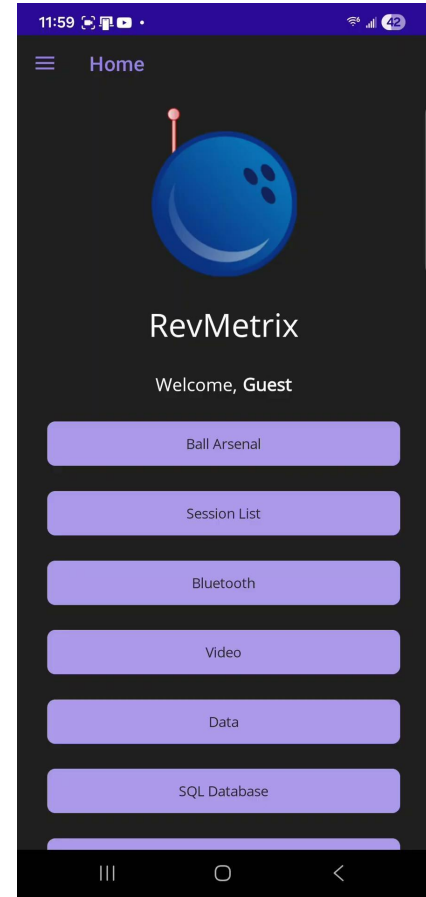 11:59
42
Home
RevMetrix
Welcome, Guest
Ball Arsenal
Session List
Bluetooth
Video
Data
SQL Database